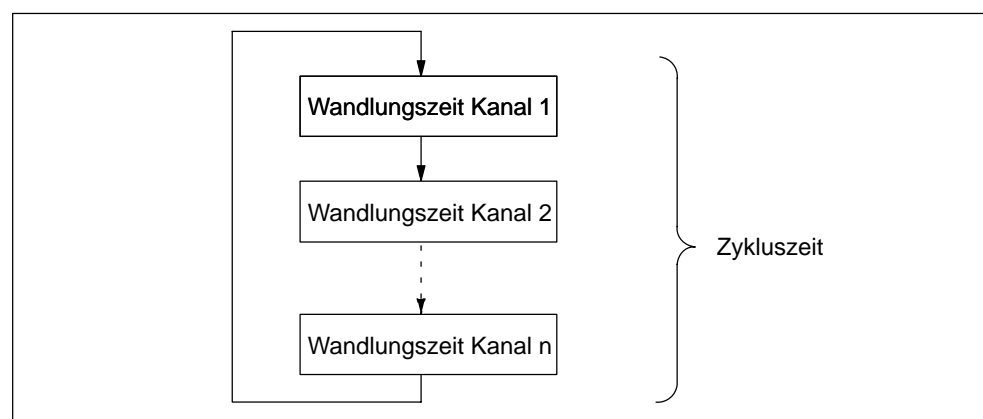 Wandlungszeit Kanal 1
Wandlungszeit Kanal 2
Zykluszeit
Wandlungszeit Kanal n